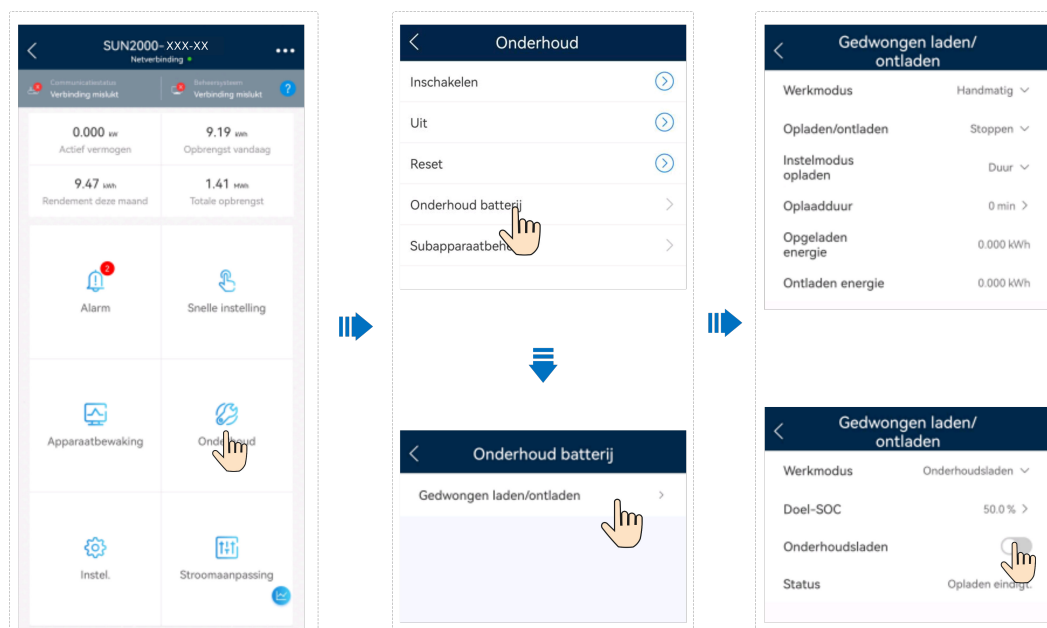 SUN2000-XXX-XX
Netverbinding
Communicatiestatus
Verbinding mislukt
Beheersysteem
Verbinding mislukt
?
0.000 kW
Actief vermogen
9.19 kWh
Opbrengst vandaag
9.47 kWh
Rendement deze maand
1.41 MWh
Totale opbrengst
2
Alarm
Snelle instelling
Apparaatbewaking
Onderhoud
Instel.
Stroomaanpassing
Onderhoud
Inschakelen
Uit
Reset
Onderhoud batterij
Subapparaatbeh
Onderhoud batterij
Gedwongen laden/ontladen
Gedwongen laden/
ontladen
Werkmodus
Handmatig
Opladen/ontladen
Stoppen
Instelmodus
opladen
Duur
Oplaadduur
0 min
Opgeladen
energie
0.000 kWh
Ontladen energie
0.000 kWh
Gedwongen laden/
ontladen
Werkmodus
Onderhoudsladen
Doel-SOC
50.0 %
Onderhoudsladen
Status
Opladen eindigt.